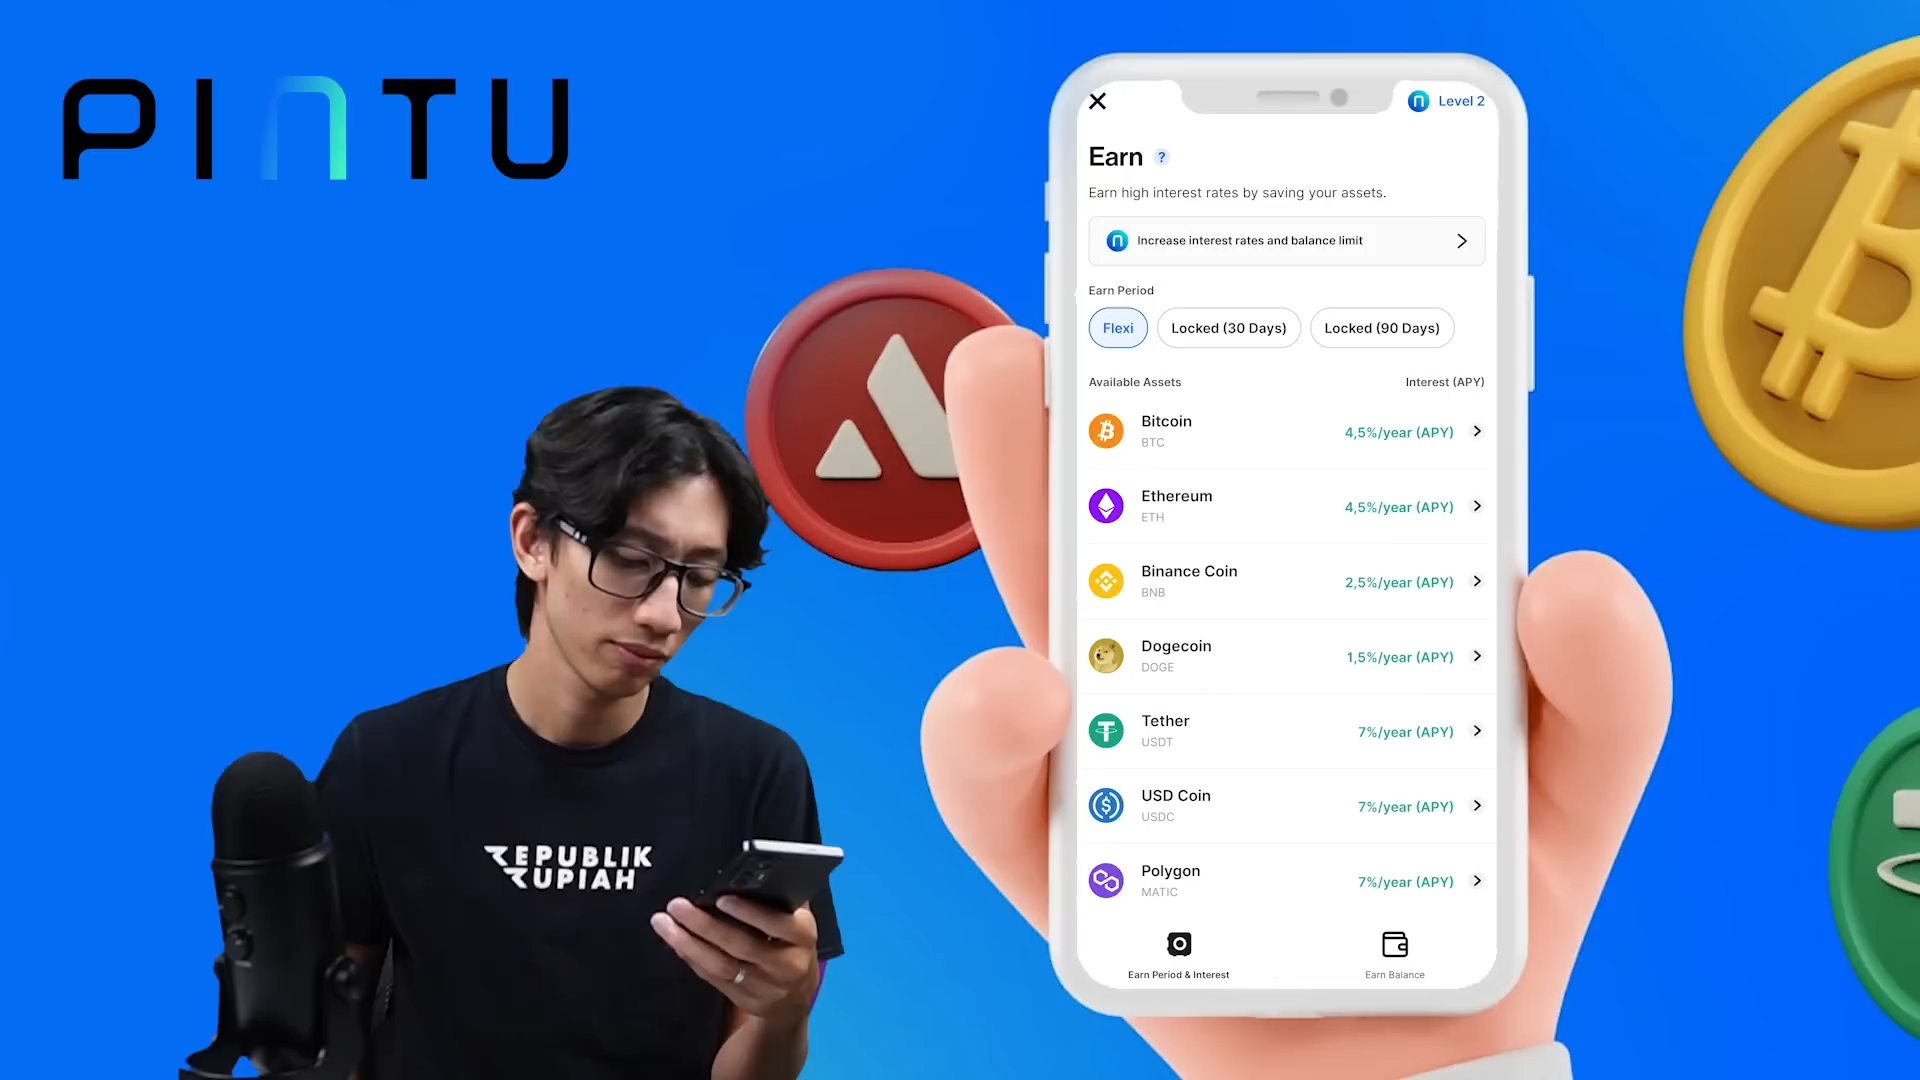 PINTU
Level 2
Earn ?
Earn high interest rates by saving your assets.
Increase interest rates and balance limit
Earn Period
Flexi
Locked (30 Days)
Locked (90 Days)
Available Assets
Interest (APY)
Bitcoin
BTC
4,5%/year (APY)
Ethereum
ETH
4,5%/year (APY)
Binance Coin
BNB
2,5%/year (APY)
Dogecoin
DOGE
1,5%/year (APY)
Tether
USDT
7%/year (APY)
USD Coin
USDC
7%/year (APY)
Polygon
MATIC
7%/year (APY)
Earn Period & Interest
Earn Balance
REPUBLIK
RUPIAH